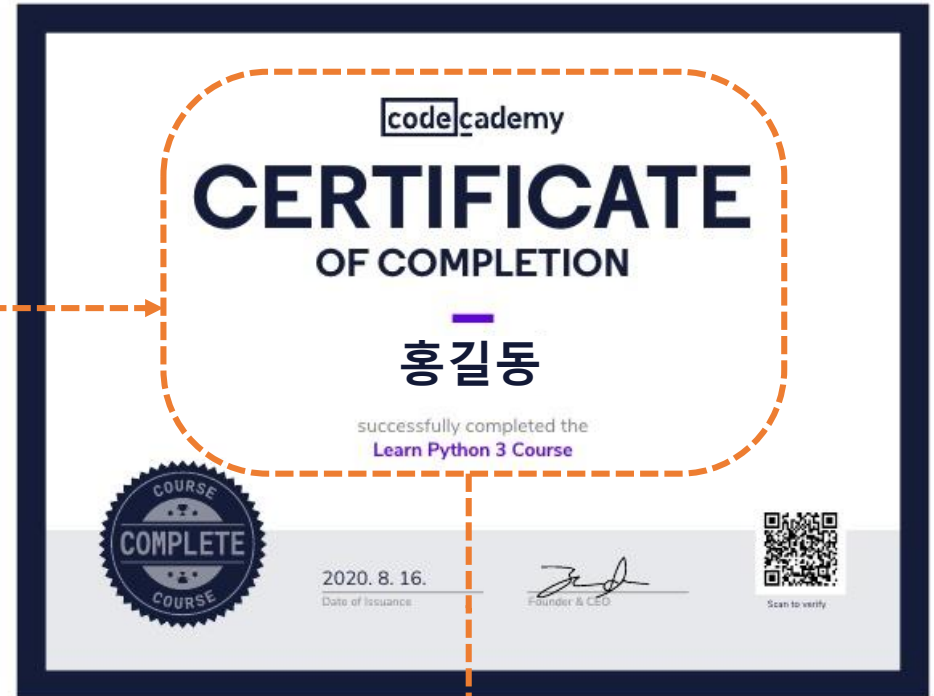 codecademy
CERTIFICATE
OF COMPLETION
홍길동
successfully completed the
Learn Python 3 Course
COURSE
COMPLETE
COURSE
2020. 8. 16.
Date of Issuance
Founder & CEO
Scan to verify